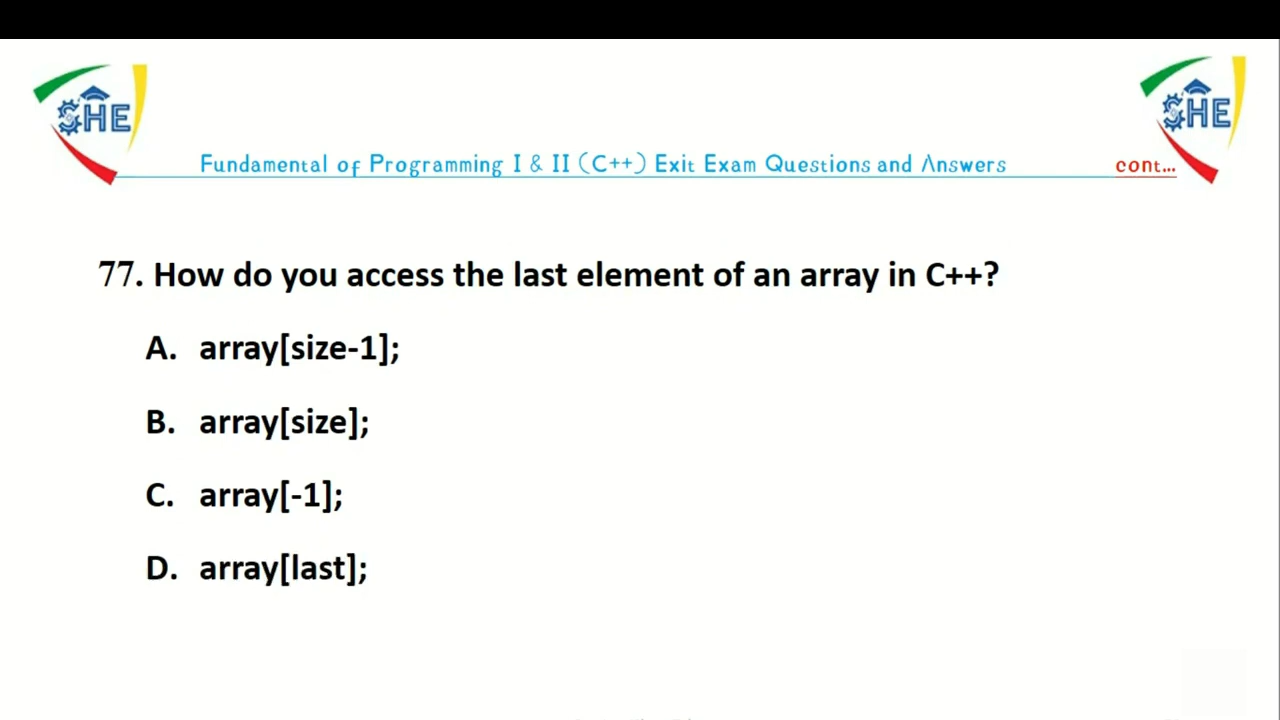 SHE
SHE
Fundamental of Programming I & II (C++) Exit Exam Questions and Answers
cont...
77. How do you access the last element of an array in C++?
A. array[size-1];
B. array[size];
C. array[-1];
D. array[last];